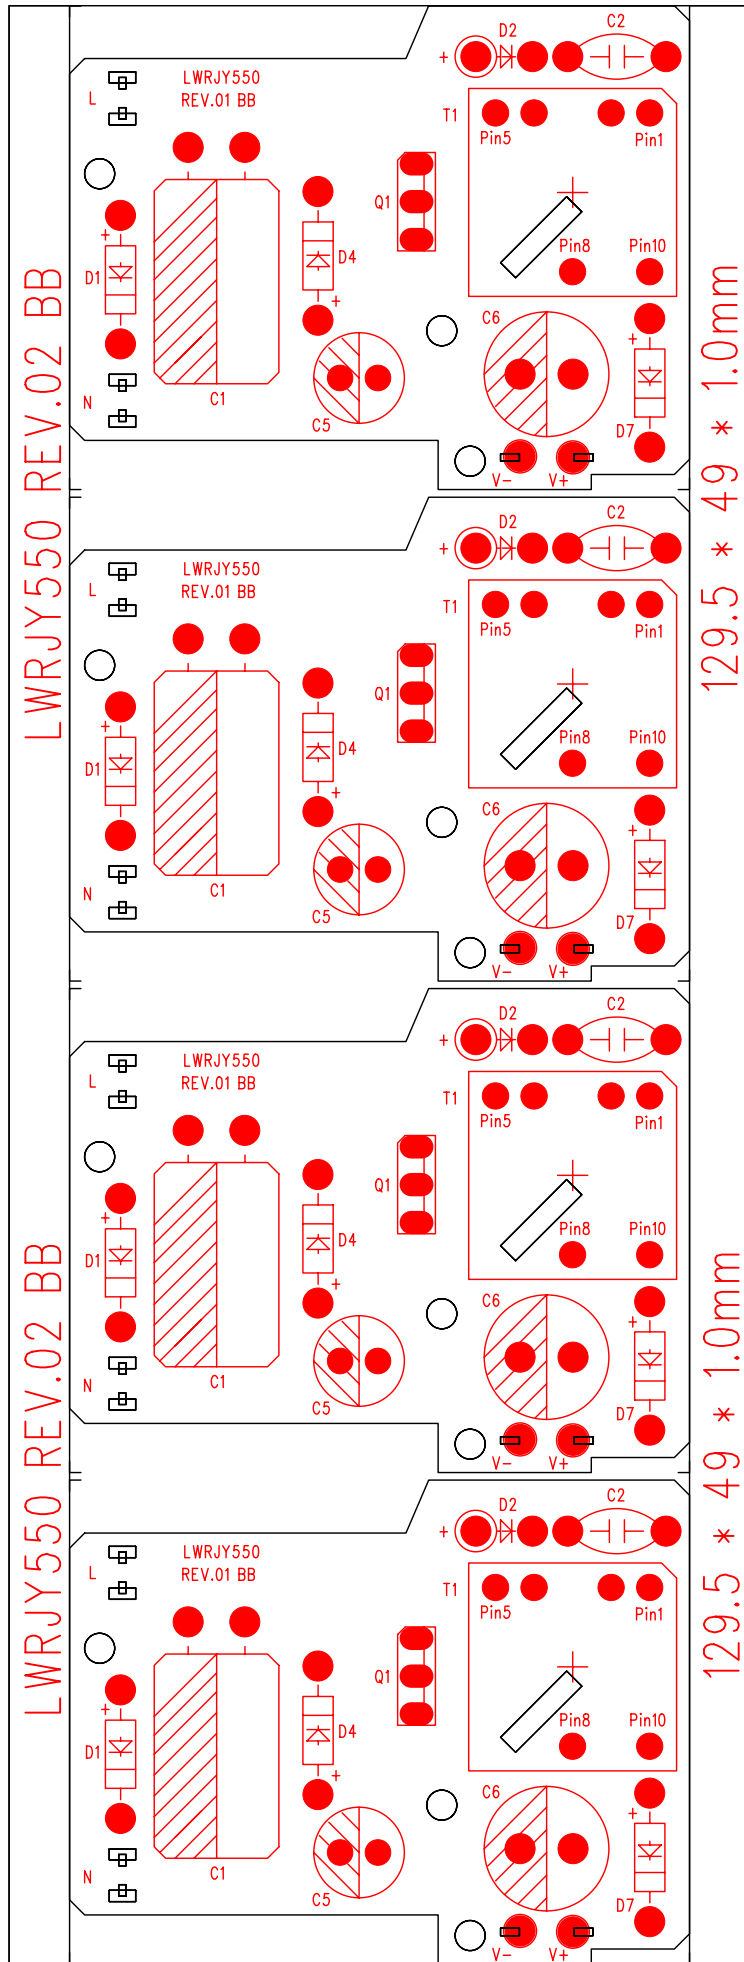 D2
C2
+
LWRJY550
REV.01 BB
L
T1
Pin5
Pin1
Q1
+
D1
D4
Pin8
Pin10
+
C6
+
N
C1
C5
D7
V-
V+
LWRJY550 REV.02 BB
129.5 * 49 * 1.0mm
D2
C2
+
LWRJY550
REV.01 BB
L
T1
Pin5
Pin1
Q1
+
D1
D4
Pin8
Pin10
+
C6
+
N
C1
C5
D7
V-
V+
D2
C2
+
LWRJY550
REV.01 BB
L
T1
Pin5
Pin1
Q1
+
D1
D4
Pin8
Pin10
+
C6
+
N
C1
C5
D7
V-
V+
LWRJY550 REV.02 BB
129.5 * 49 * 1.0mm
D2
C2
+
LWRJY550
REV.01 BB
L
T1
Pin5
Pin1
Q1
+
D1
D4
Pin8
Pin10
+
C6
+
N
C1
C5
D7
V-
V+